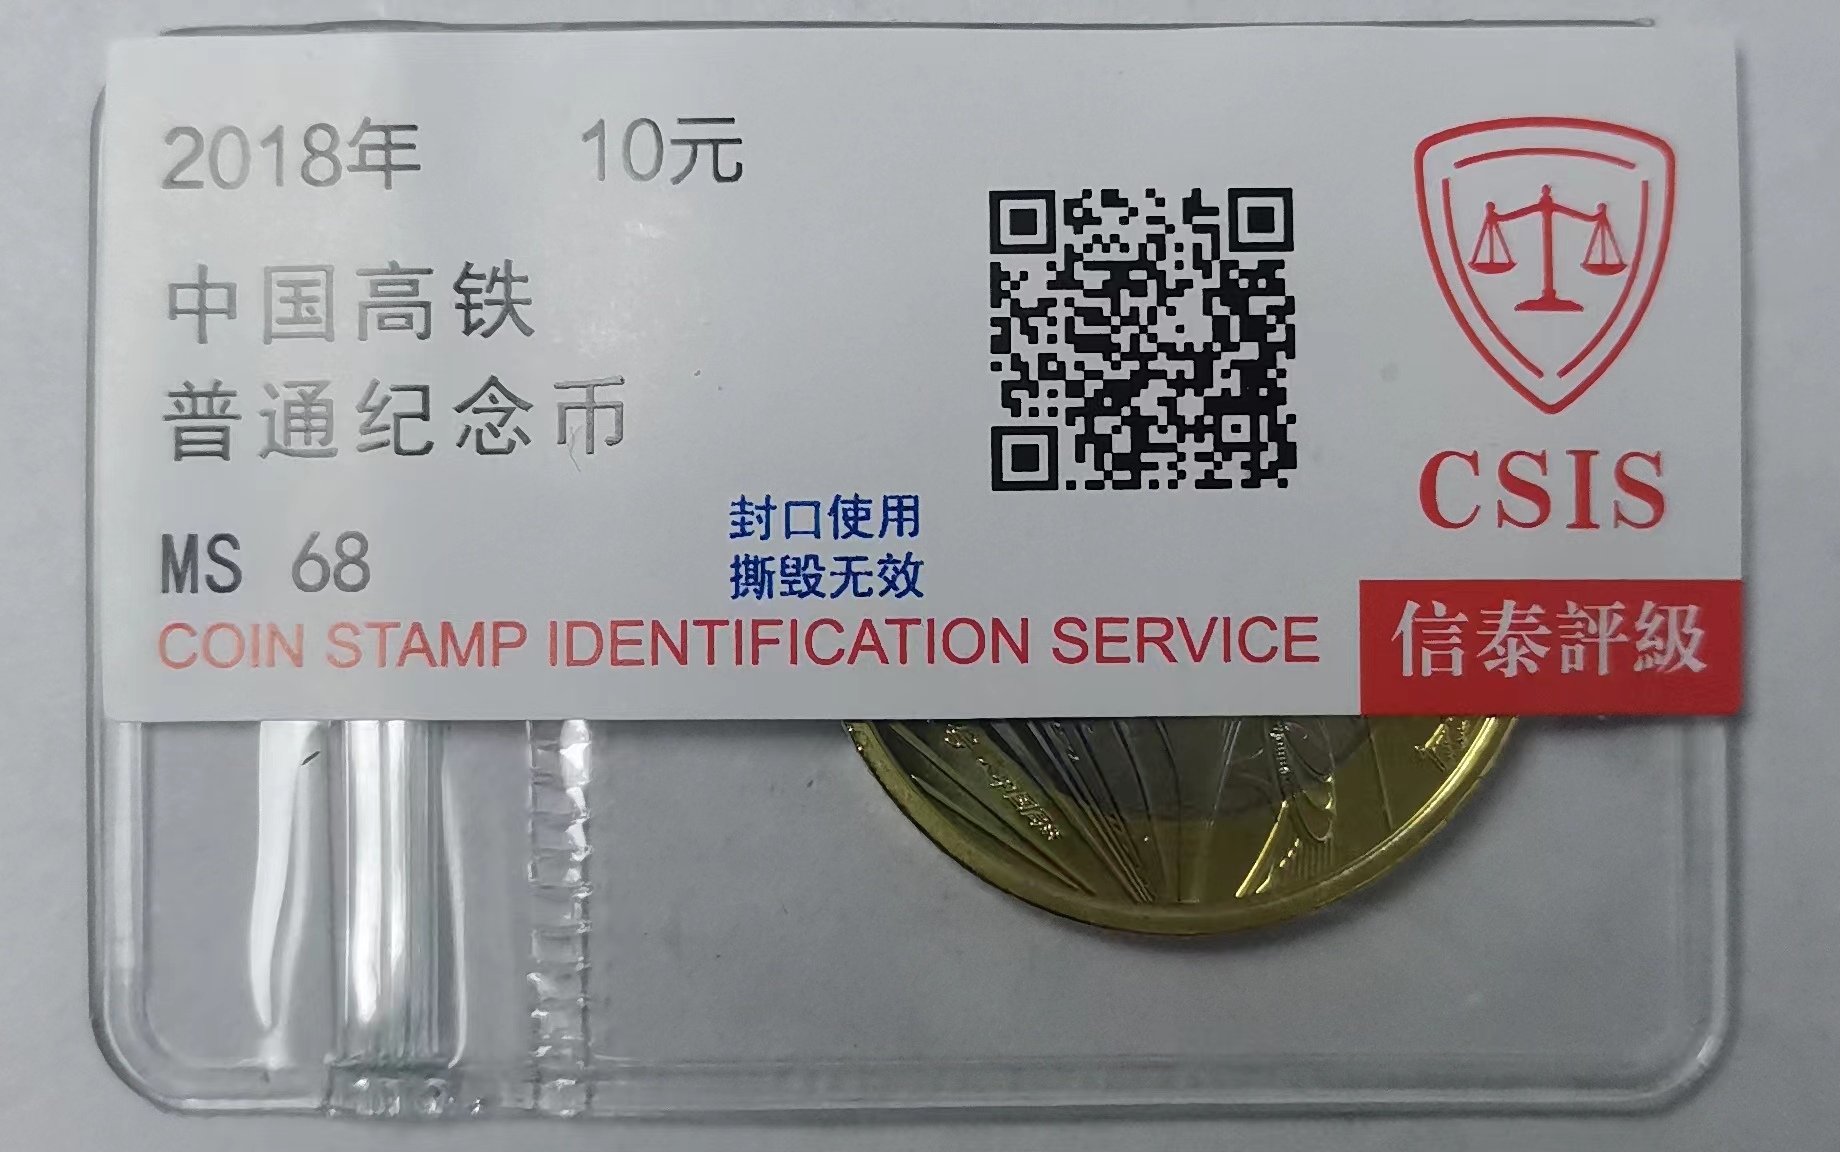 2018年 10元
中国高铁
普通纪念币
MS 68
封口使用
撕毁无效
COIN STAMP IDENTIFICATION SERVICE
CSIS
信泰評級